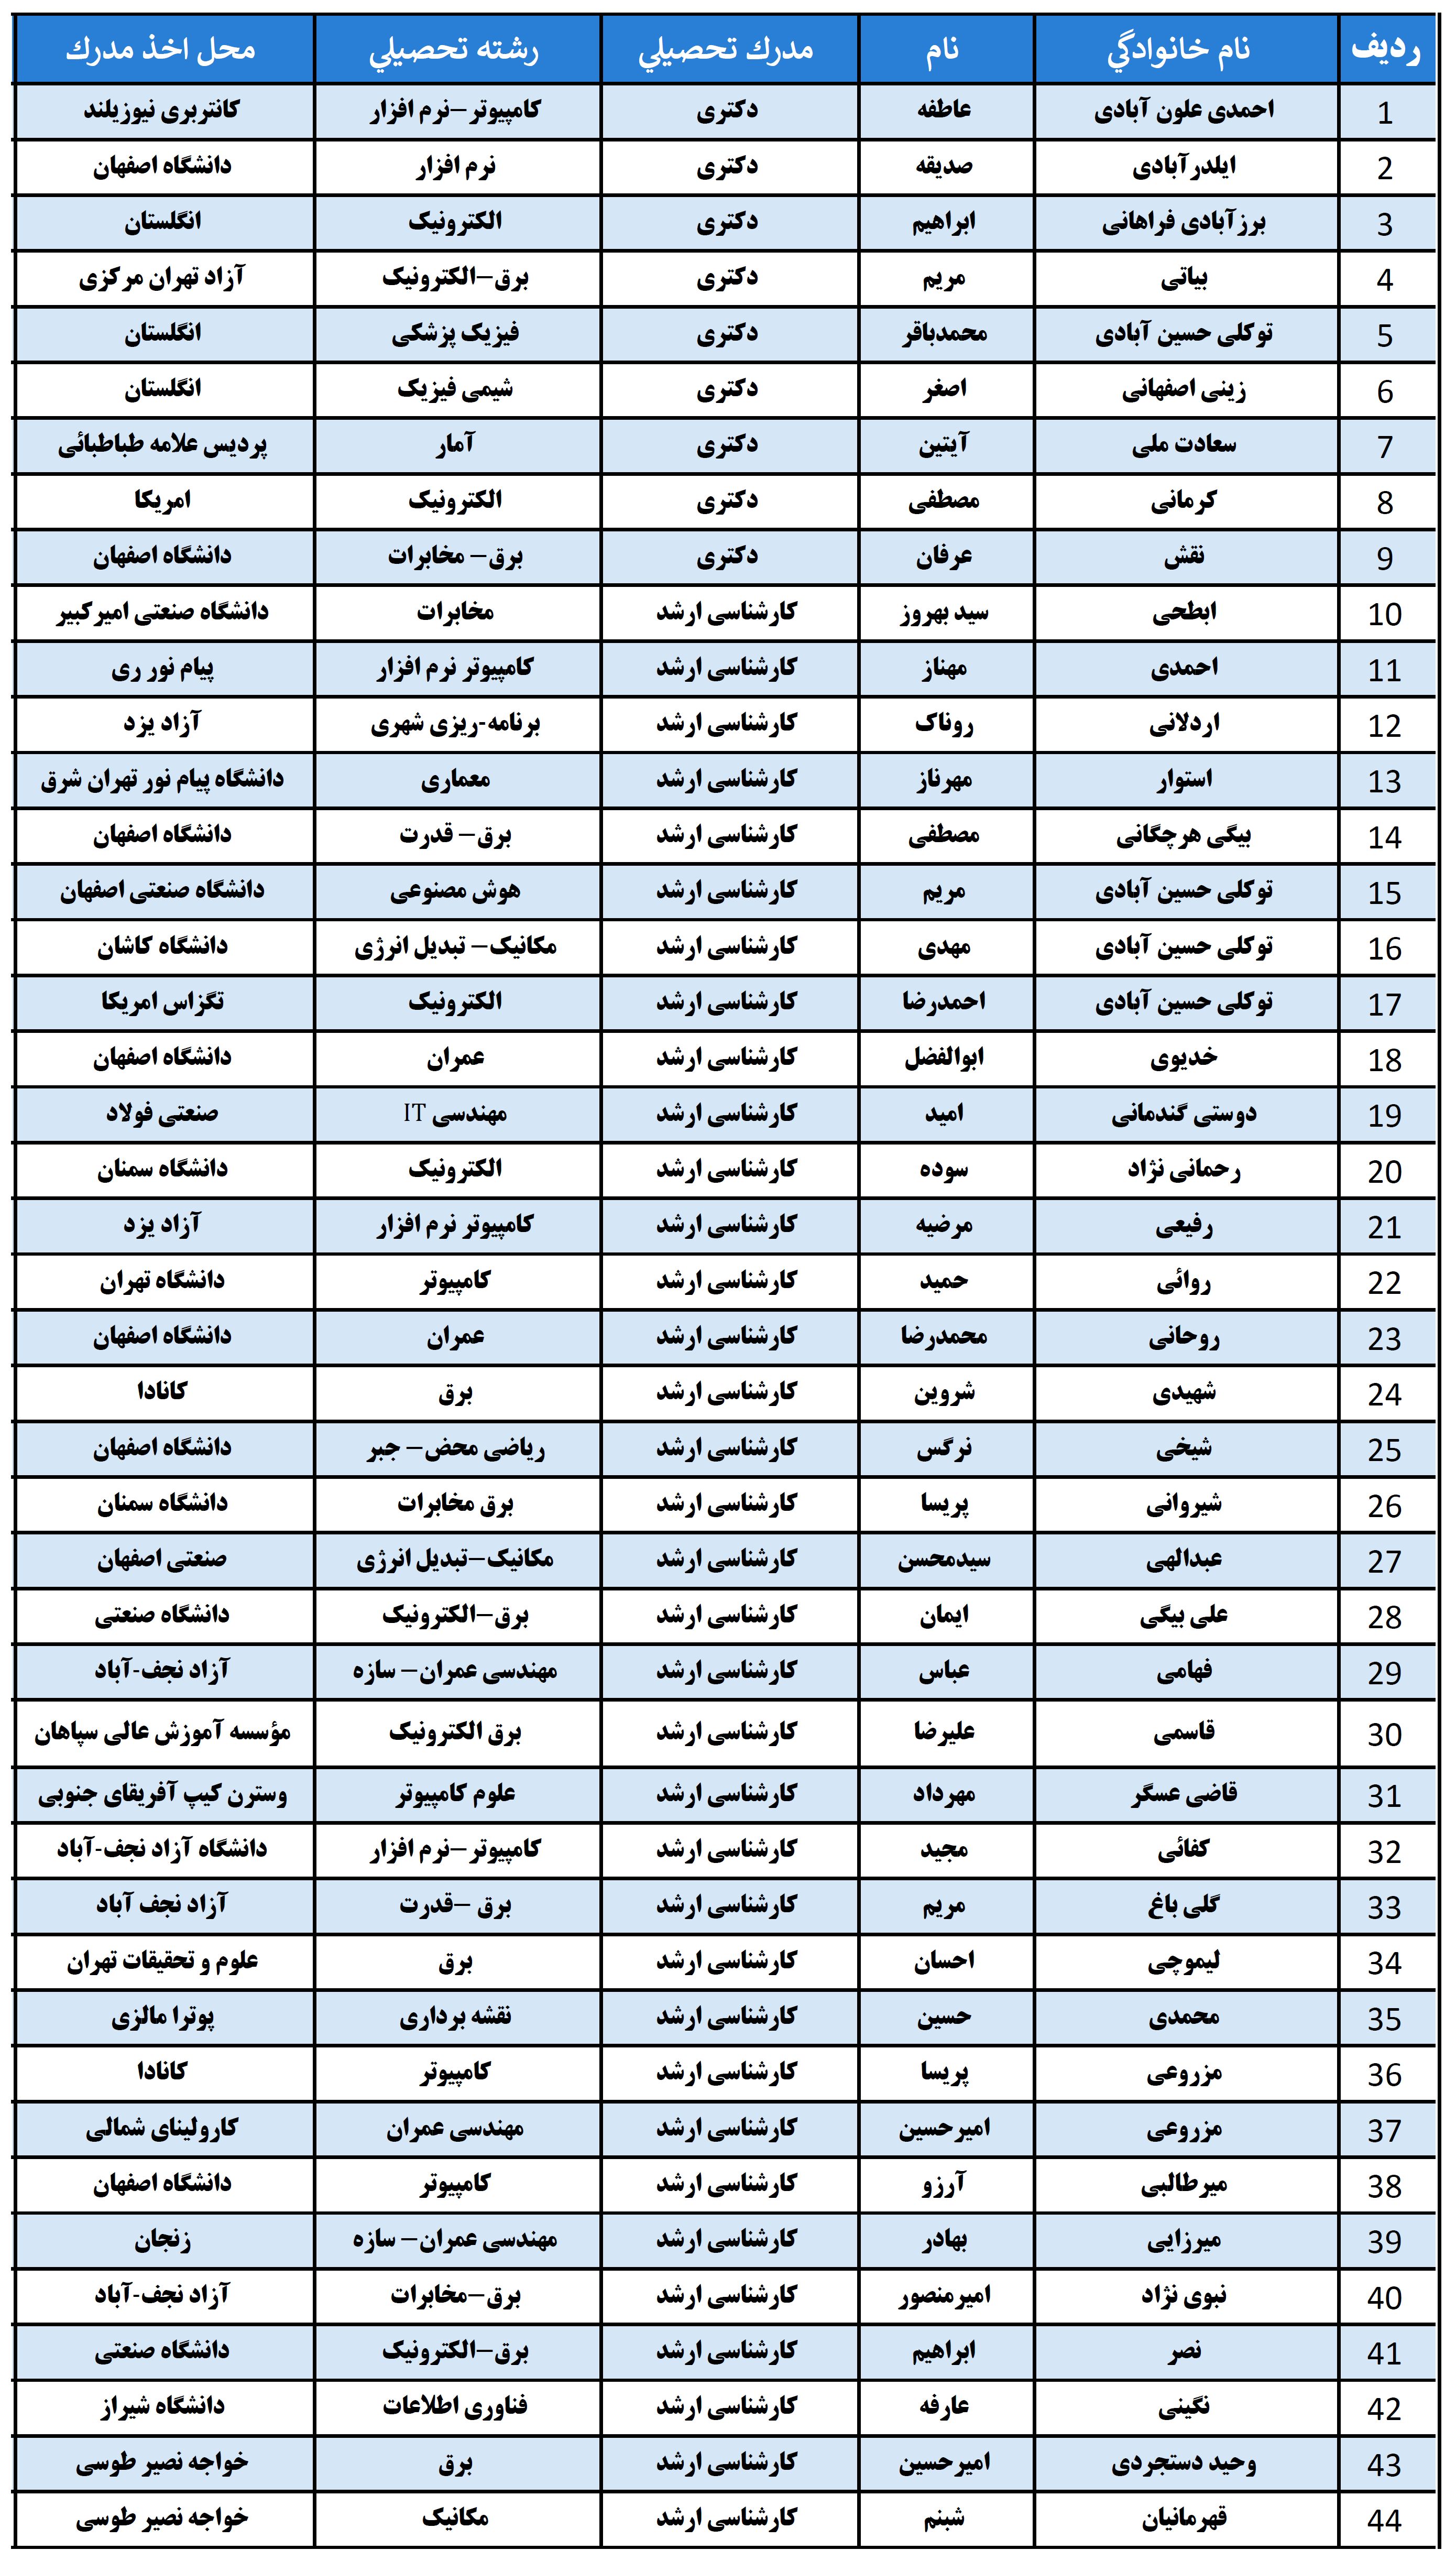 ردیف نام خانوادگي نام مدرك تحصيلي رشته تحصيلي محل اخذ مدرك
1 احمدی علون آبادی عاطفه دکتری کامپیوتر–نرم افزار کانتربری نیوزیلند
2 ایلدرآبادی صدیقه دکتری نرم افزار دانشگاه اصفهان
3 برزآبادی فراهانی ابراهیم دکتری الکترونیک انگلستان
4 بیاتی مریم دکتری برق–الکترونیک آزاد تهران مرکزی
5 توکلی حسین آبادی محمدباقر دکتری فیزیک پزشکی انگلستان
6 زینی اصفهانی اصغر دکتری شیمی فیزیک انگلستان
7 سعادت ملی آیتین دکتری آمار پردیس علامه طباطبائی
8 کرمانی مصطفی دکتری الکترونیک امریکا
9 نقش عرفان دکتری برق– مخابرات دانشگاه اصفهان
10 ابطحی سید بهروز کارشناسی ارشد مخابرات دانشگاه صنعتی امیرکبیر
11 احمدی مهناز کارشناسی ارشد کامپیوتر نرم افزار پیام نور ری
12 اردلانی روناک کارشناسی ارشد برنامه-ریزی شهری آزاد یزد
13 استوار مهرناز کارشناسی ارشد معماری دانشگاه پیام نور تهران شرق
14 بیگی هرچگانی مصطفی کارشناسی ارشد برق– قدرت دانشگاه اصفهان
15 توکلی حسین آبادی مریم کارشناسی ارشد هوش مصنوعی دانشگاه صنعتی اصفهان
16 توکلی حسین آبادی مهدی کارشناسی ارشد مکانیک– تبدیل انرژی دانشگاه کاشان
17 توکلی حسین آبادی احمدرضا کارشناسی ارشد الکترونیک تگزاس امریکا
18 خدیوی ابوالفضل کارشناسی ارشد عمران دانشگاه اصفهان
19 دوستی گندمانی امید کارشناسی ارشد مهندسی IT صنعتی فولاد
20 رحمانی نژاد سوده کارشناسی ارشد الکترونیک دانشگاه سمنان
21 رفیعی مرضیه کارشناسی ارشد کامپیوتر نرم افزار آزاد یزد
22 روائی حمید کارشناسی ارشد کامپیوتر دانشگاه تهران
23 روحانی محمدرضا کارشناسی ارشد عمران دانشگاه اصفهان
24 شهیدی شروین کارشناسی ارشد برق کانادا
25 شیخی نرگس کارشناسی ارشد ریاضی محض– جبر دانشگاه اصفهان
26 شیروانی پریسا کارشناسی ارشد برق مخابرات دانشگاه سمنان
27 عبدالهی سیدمحسن کارشناسی ارشد مکانیک–تبدیل انرژی صنعتی اصفهان
28 علی بیگی ایمان کارشناسی ارشد برق–الکترونیک دانشگاه صنعتی
29 فهامی عباس کارشناسی ارشد مهندسی عمران– سازه آزاد نجف-آباد
30 قاسمی علیرضا کارشناسی ارشد برق الکترونیک مؤسسه آموزش عالی سپاهان
31 قاضی عسگر مهرداد کارشناسی ارشد علوم کامپیوتر وسترن کیپ آفریقای جنوبی
32 کفائی مجید کارشناسی ارشد کامپیوتر–نرم افزار دانشگاه آزاد نجف-آباد
33 گلی باغ مریم کارشناسی ارشد برق –قدرت آزاد نجف آباد
34 لیموچی احسان کارشناسی ارشد برق علوم و تحقیقات تهران
35 محمدی حسین کارشناسی ارشد نقشه برداری پوترا مالزی
36 مزروعی پریسا کارشناسی ارشد کامپیوتر کانادا
37 مزروعی امیرحسین کارشناسی ارشد مهندسی عمران کارولینای شمالی
38 میرطالبی آرزو کارشناسی ارشد کامپیوتر دانشگاه اصفهان
39 میرزایی بهادر کارشناسی ارشد مهندسی عمران– سازه زنجان
40 نبوی نژاد امیرمنصور کارشناسی ارشد برق–مخابرات آزاد نجف-آباد
41 نصر ابراهیم کارشناسی ارشد برق–الکترونیک دانشگاه صنعتی
42 نگینی عارفه کارشناسی ارشد فناوری اطلاعات دانشگاه شیراز
43 وحید دستجردی امیرحسین کارشناسی ارشد برق خواجه نصیر طوسی
44 قهرمانیان شبنم کارشناسی ارشد مکانیک خواجه نصیر طوسی